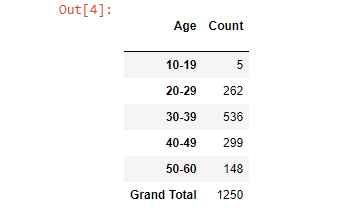 Out[4]:
Age Count
10-19 5
20-29 262
30-39 536
40-49 299
50-60 148
Grand Total 1250